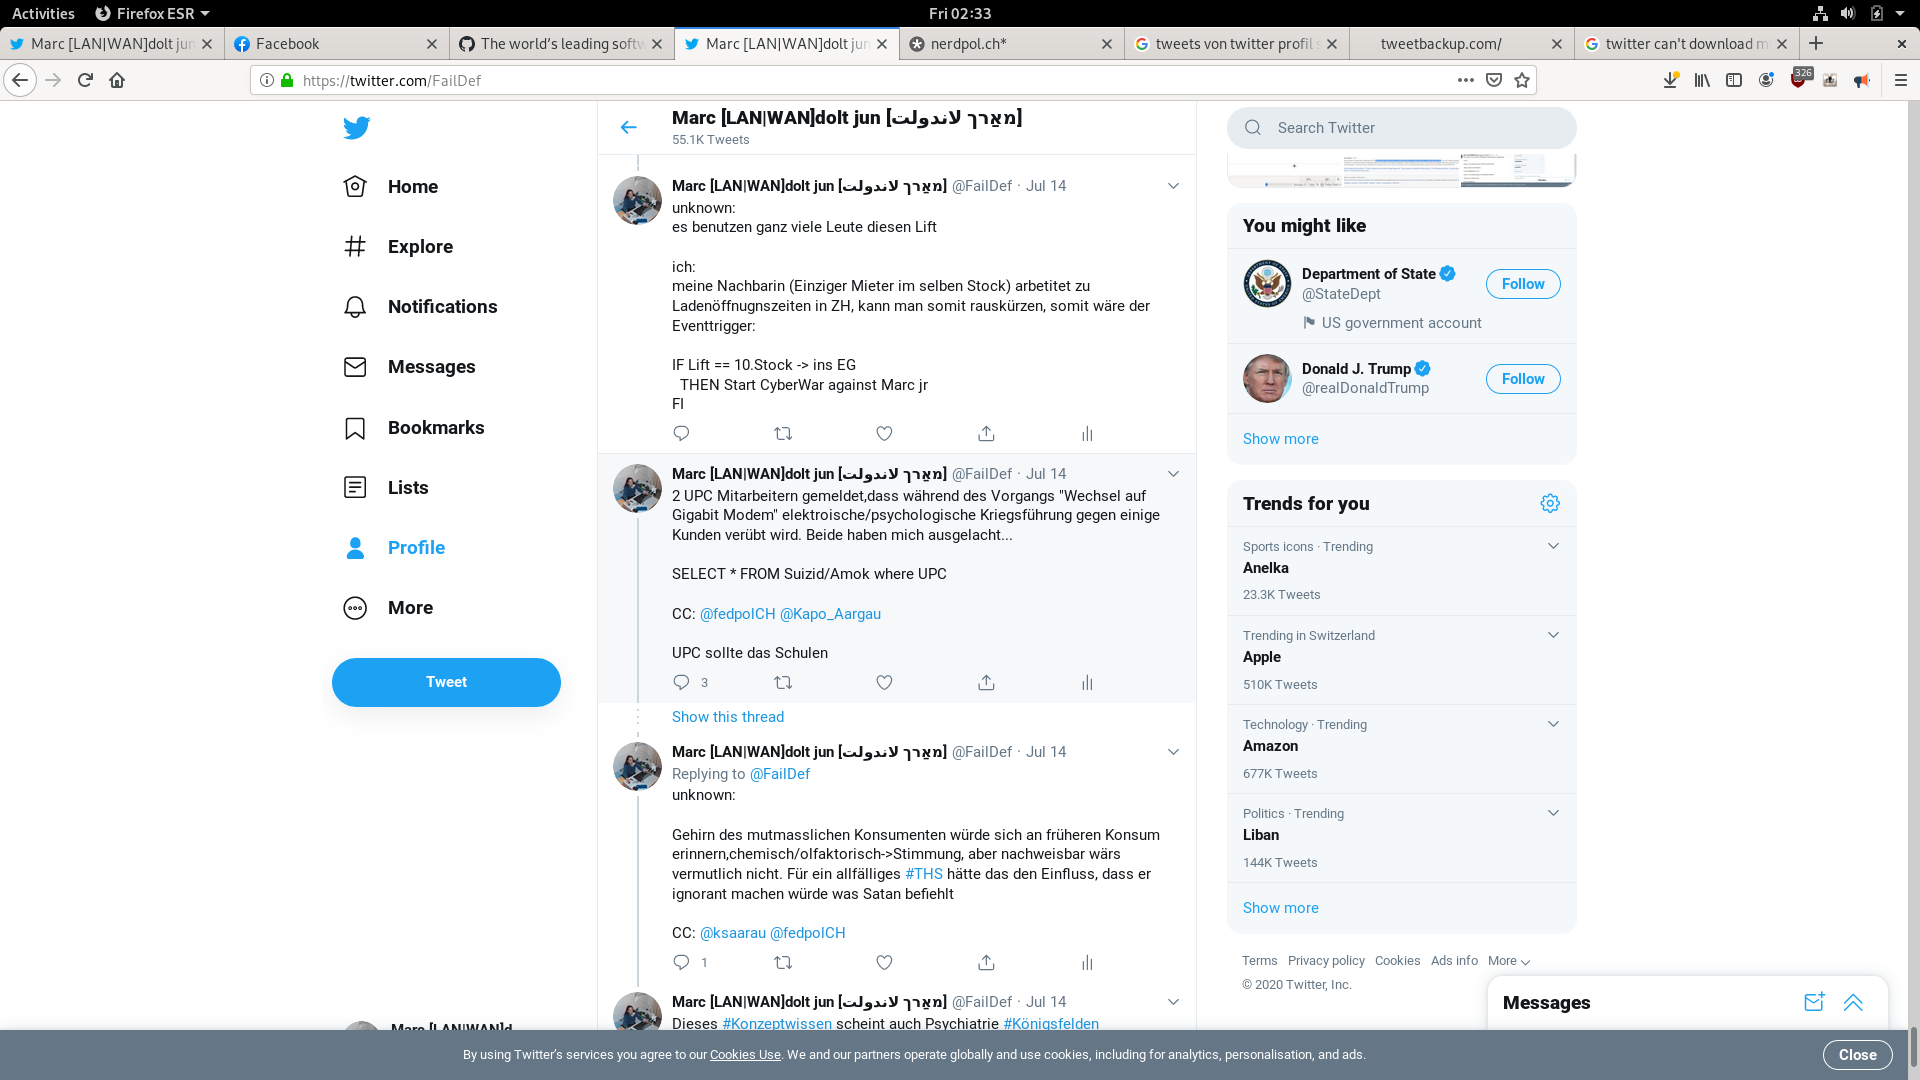 Activities
Firefox ESR
Fri 02:33
Marc [LAN|WAN]dolt jun
Facebook
The world's leading softw
Marc [LAN|WAN]dolt jun
nerdpol.ch*
tweets von twitter profil s
tweetbackup.com/
twitter can't download m
https://twitter.com/FailDef
326
Home
Explore
Notifications
Messages
Bookmarks
Lists
Profile
More
Tweet
Marc [LAN|WAN]d
Marc [LAN|WAN]dolt jun [מאַרך לאנדולת]
55.1K Tweets
Marc [LAN|WAN]dolt jun [מאַרך לאנדולת] @FailDef · Jul 14
unknown:
es benutzen ganz viele Leute diesen Lift
ich:
meine Nachbarin (Einziger Mieter im selben Stock) arbetitet zu
Ladenöffnugnszeiten in ZH, kann man somit rauskürzen, somit wäre der
Eventtrigger:
IF Lift == 10.Stock -> ins EG
THEN Start CyberWar against Marc jr
FI
Marc [LAN|WAN]dolt jun [מאַרך לאנדולת] @FailDef · Jul 14
2 UPC Mitarbeitern gemeldet,dass während des Vorgangs "Wechsel auf
Gigabit Modem" elektroische/psychologische Kriegsführung gegen einige
Kunden verübt wird. Beide haben mich ausgelacht...
SELECT * FROM Suizid/Amok where UPC
CC: @fedpolCH @Kapo_Aargau
UPC sollte das Schulen
3
Show this thread
Marc [LAN|WAN]dolt jun [מאַרך לאנדולת] @FailDef · Jul 14
Replying to @FailDef
unknown:
Gehirn des mutmasslichen Konsumenten würde sich an früheren Konsum
erinnern,chemisch/olfaktorisch->Stimmung, aber nachweisbar wärs
vermutlich nicht. Für ein allfälliges #THS hätte das den Einfluss, dass er
ignorant machen würde was Satan befiehlt
CC: @ksaarau @fedpolCH
1
Marc [LAN|WAN]dolt jun [מאַרך לאנדולת] @FailDef · Jul 14
Dieses #Konzeptwissen scheint auch Psychiatrie #Königsfelden
Search Twitter
You might like
Department of State
@StateDept
US government account
Follow
Donald J. Trump
@realDonaldTrump
Follow
Show more
Trends for you
Sports icons · Trending
Anelka
23.3K Tweets
Trending in Switzerland
Apple
510K Tweets
Technology · Trending
Amazon
677K Tweets
Politics · Trending
Liban
144K Tweets
Show more
Terms Privacy policy Cookies Ads info More
© 2020 Twitter, Inc.
Messages
By using Twitter's services you agree to our Cookies Use. We and our partners operate globally and use cookies, including for analytics, personalisation, and ads.
Close